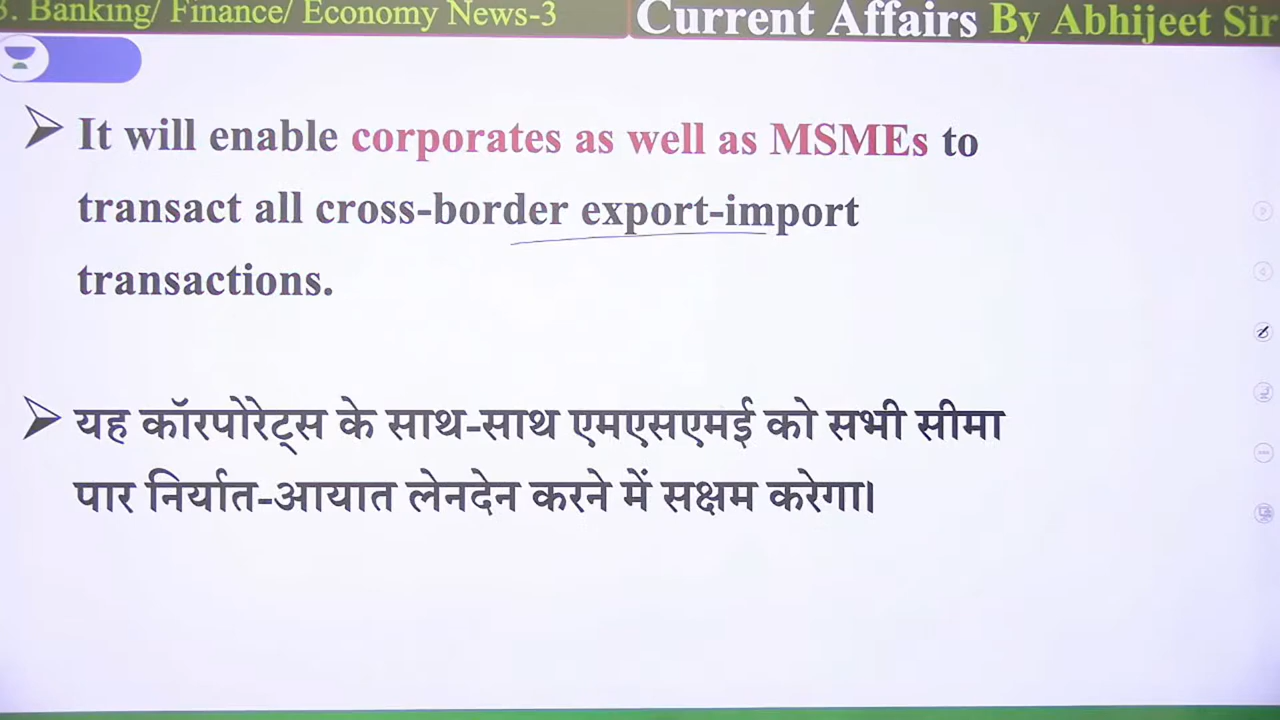 3. Banking/ Finance/ Economy News-3
Current Affairs By Abhijeet Sir
It will enable corporates as well as MSMEs to
transact all cross-border export-import
transactions.
यह कॉरपोरेट्स के साथ-साथ एमएसएमई को सभी सीमा
पार निर्यात-आयात लेनदेन करने में सक्षम करेगा।